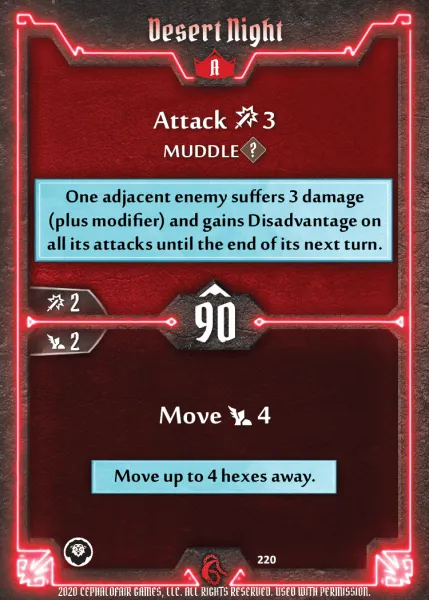 Desert Night
A
Attack 3
MUDDLE ?
One adjacent enemy suffers 3 damage
(plus modifier) and gains Disadvantage on
all its attacks until the end of its next turn.
2
90
2
Move 4
Move up to 4 hexes away.
220
2020 CEPHALOFAIR GAMES, LLC. ALL RIGHTS RESERVED. USED WITH PERMISSION.